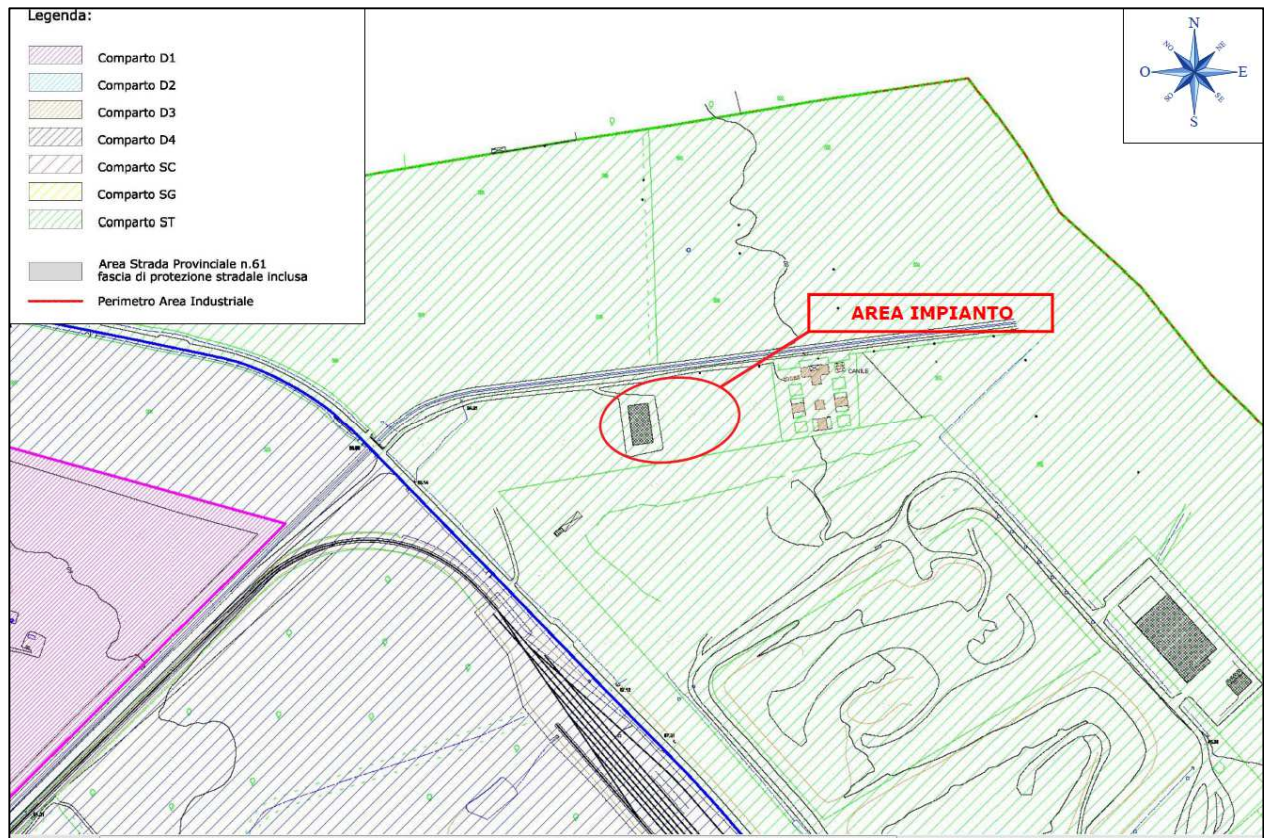 Legenda:
Comparto D1
Comparto D2
Comparto D3
Comparto D4
Comparto SC
Comparto SG
Comparto ST
Area Strada Provinciale n.61
fascia di protezione stradale inclusa
Perimetro Area Industriale
N
NO
NE
O
E
SO
SE
S
AREA IMPIANTO
CANILE